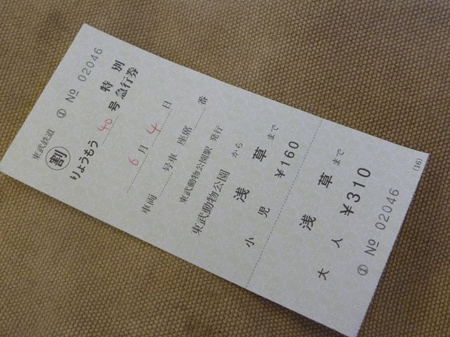 ① № 02046
東武鉄道
割
りょうもう 40 号 特別急行券
6 月 4 日
車両 号車 座席 番
東武動物公園駅 発行
東武動物公園 から
浅草 まで
小児 ¥160
浅草 まで
大人 ¥310
① № 02046
(16)